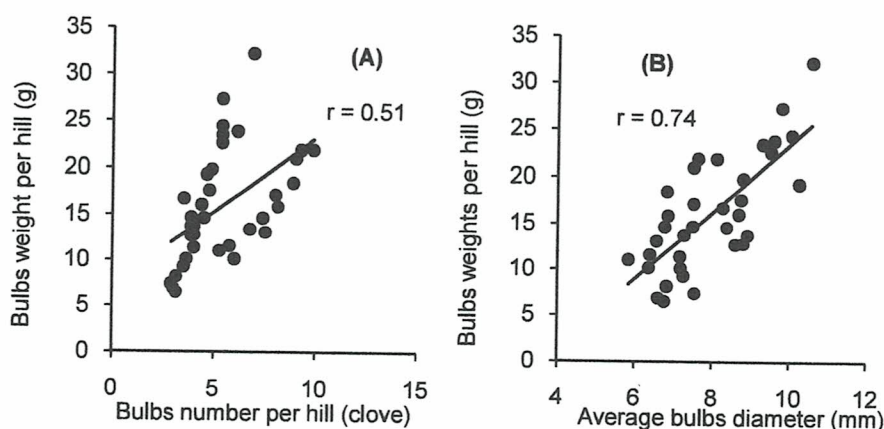 Bulbs weight per hill (g)
35
30
25
20
15
10
5
0
0 5 10 15
Bulbs number per hill (clove)
(A)
r = 0.51
Bulbs weights per hill (g)
35
30
25
20
15
10
5
0
4 6 8 10 12
Average bulbs diameter (mm)
(B)
r = 0.74